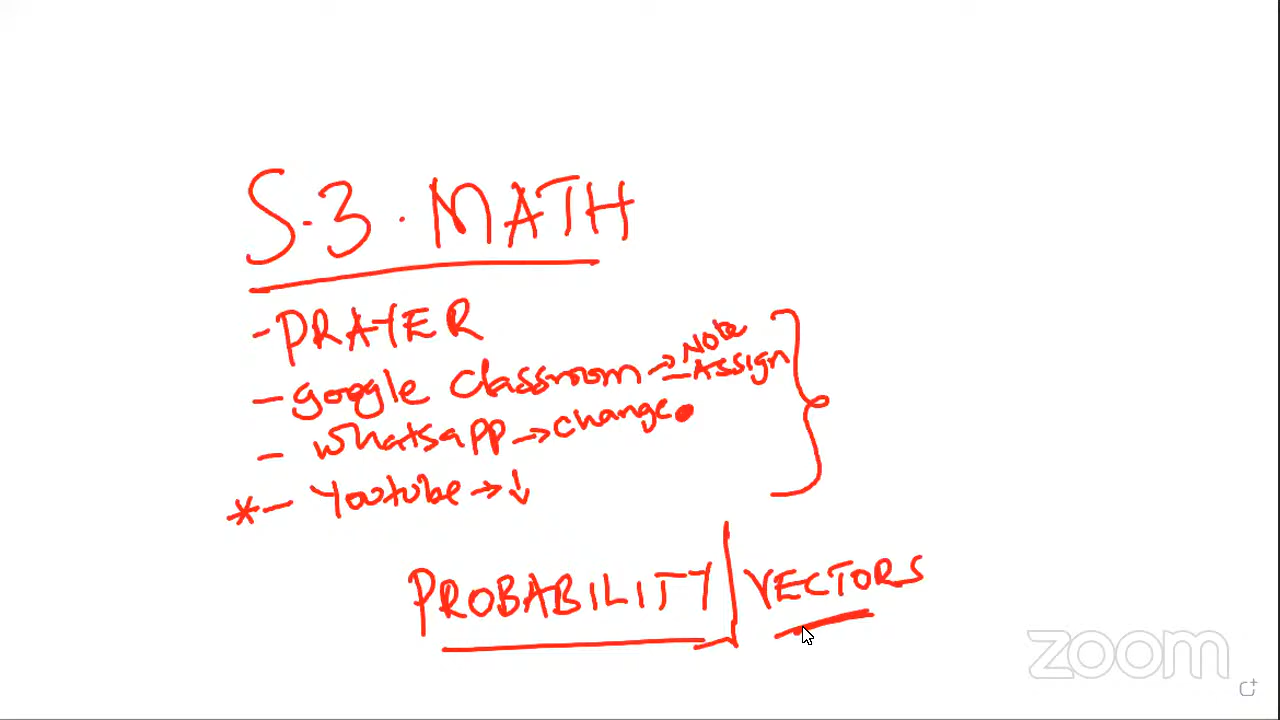 S.3. MATH
- PRAYER
- google classroom → Note
- Assign
- whatsapp → change.
*- Youtube → ↓
PROBABILITY | VECTORS
zoom